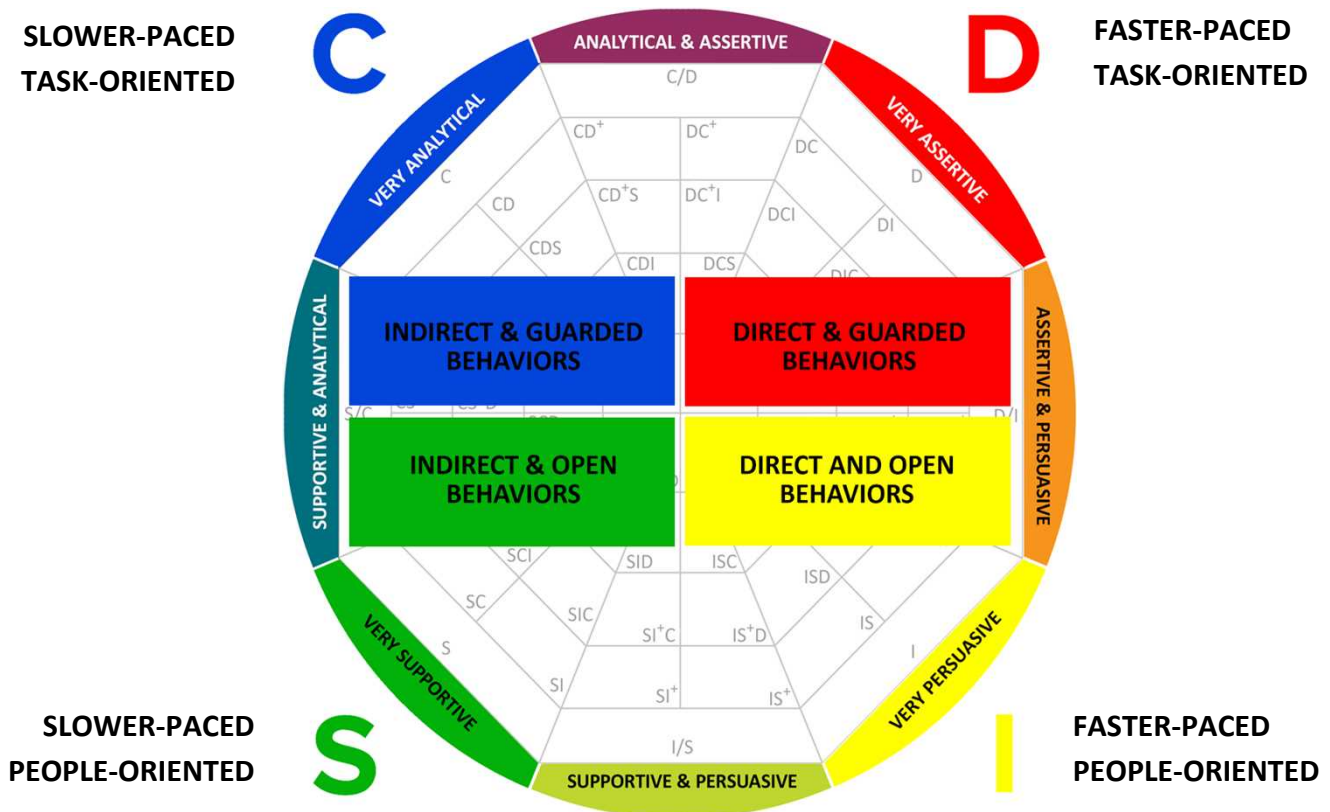 SLOWER-PACED
TASK-ORIENTED
C
ANALYTICAL & ASSERTIVE
D
FASTER-PACED
TASK-ORIENTED
VERY ANALYTICAL
VERY ASSERTIVE
C/D
CD+
DC+
DC
C
D
CD+S
DC+I
CD
DCI
DI
CDS
CDI
DCS
DIC
SUPPORTIVE & ANALYTICAL
INDIRECT & GUARDED
BEHAVIORS
DIRECT & GUARDED
BEHAVIORS
ASSERTIVE & PERSUASIVE
S/C
D/I
INDIRECT & OPEN
BEHAVIORS
DIRECT AND OPEN
BEHAVIORS
SCI
SID
ISC
ISD
SC
SIC
IS
SI+C
IS+D
S
I
SI
SI+
IS+
VERY SUPPORTIVE
VERY PERSUASIVE
I/S
SLOWER-PACED
PEOPLE-ORIENTED
S
SUPPORTIVE & PERSUASIVE
I
FASTER-PACED
PEOPLE-ORIENTED